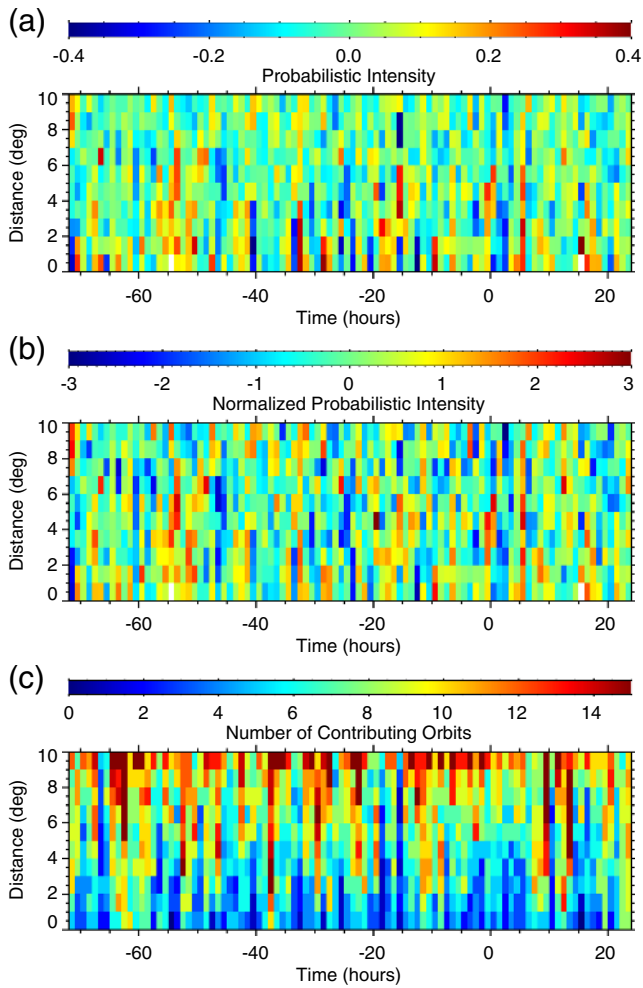 (a)
-0.4 -0.2 0.0 0.2 0.4
Probabilistic Intensity
10
8
6
4
2
0
Distance (deg)
-60 -40 -20 0 20
Time (hours)
(b)
-3 -2 -1 0 1 2 3
Normalized Probabilistic Intensity
10
8
6
4
2
0
Distance (deg)
-60 -40 -20 0 20
Time (hours)
(c)
0 2 4 6 8 10 12 14
Number of Contributing Orbits
10
8
6
4
2
0
Distance (deg)
-60 -40 -20 0 20
Time (hours)